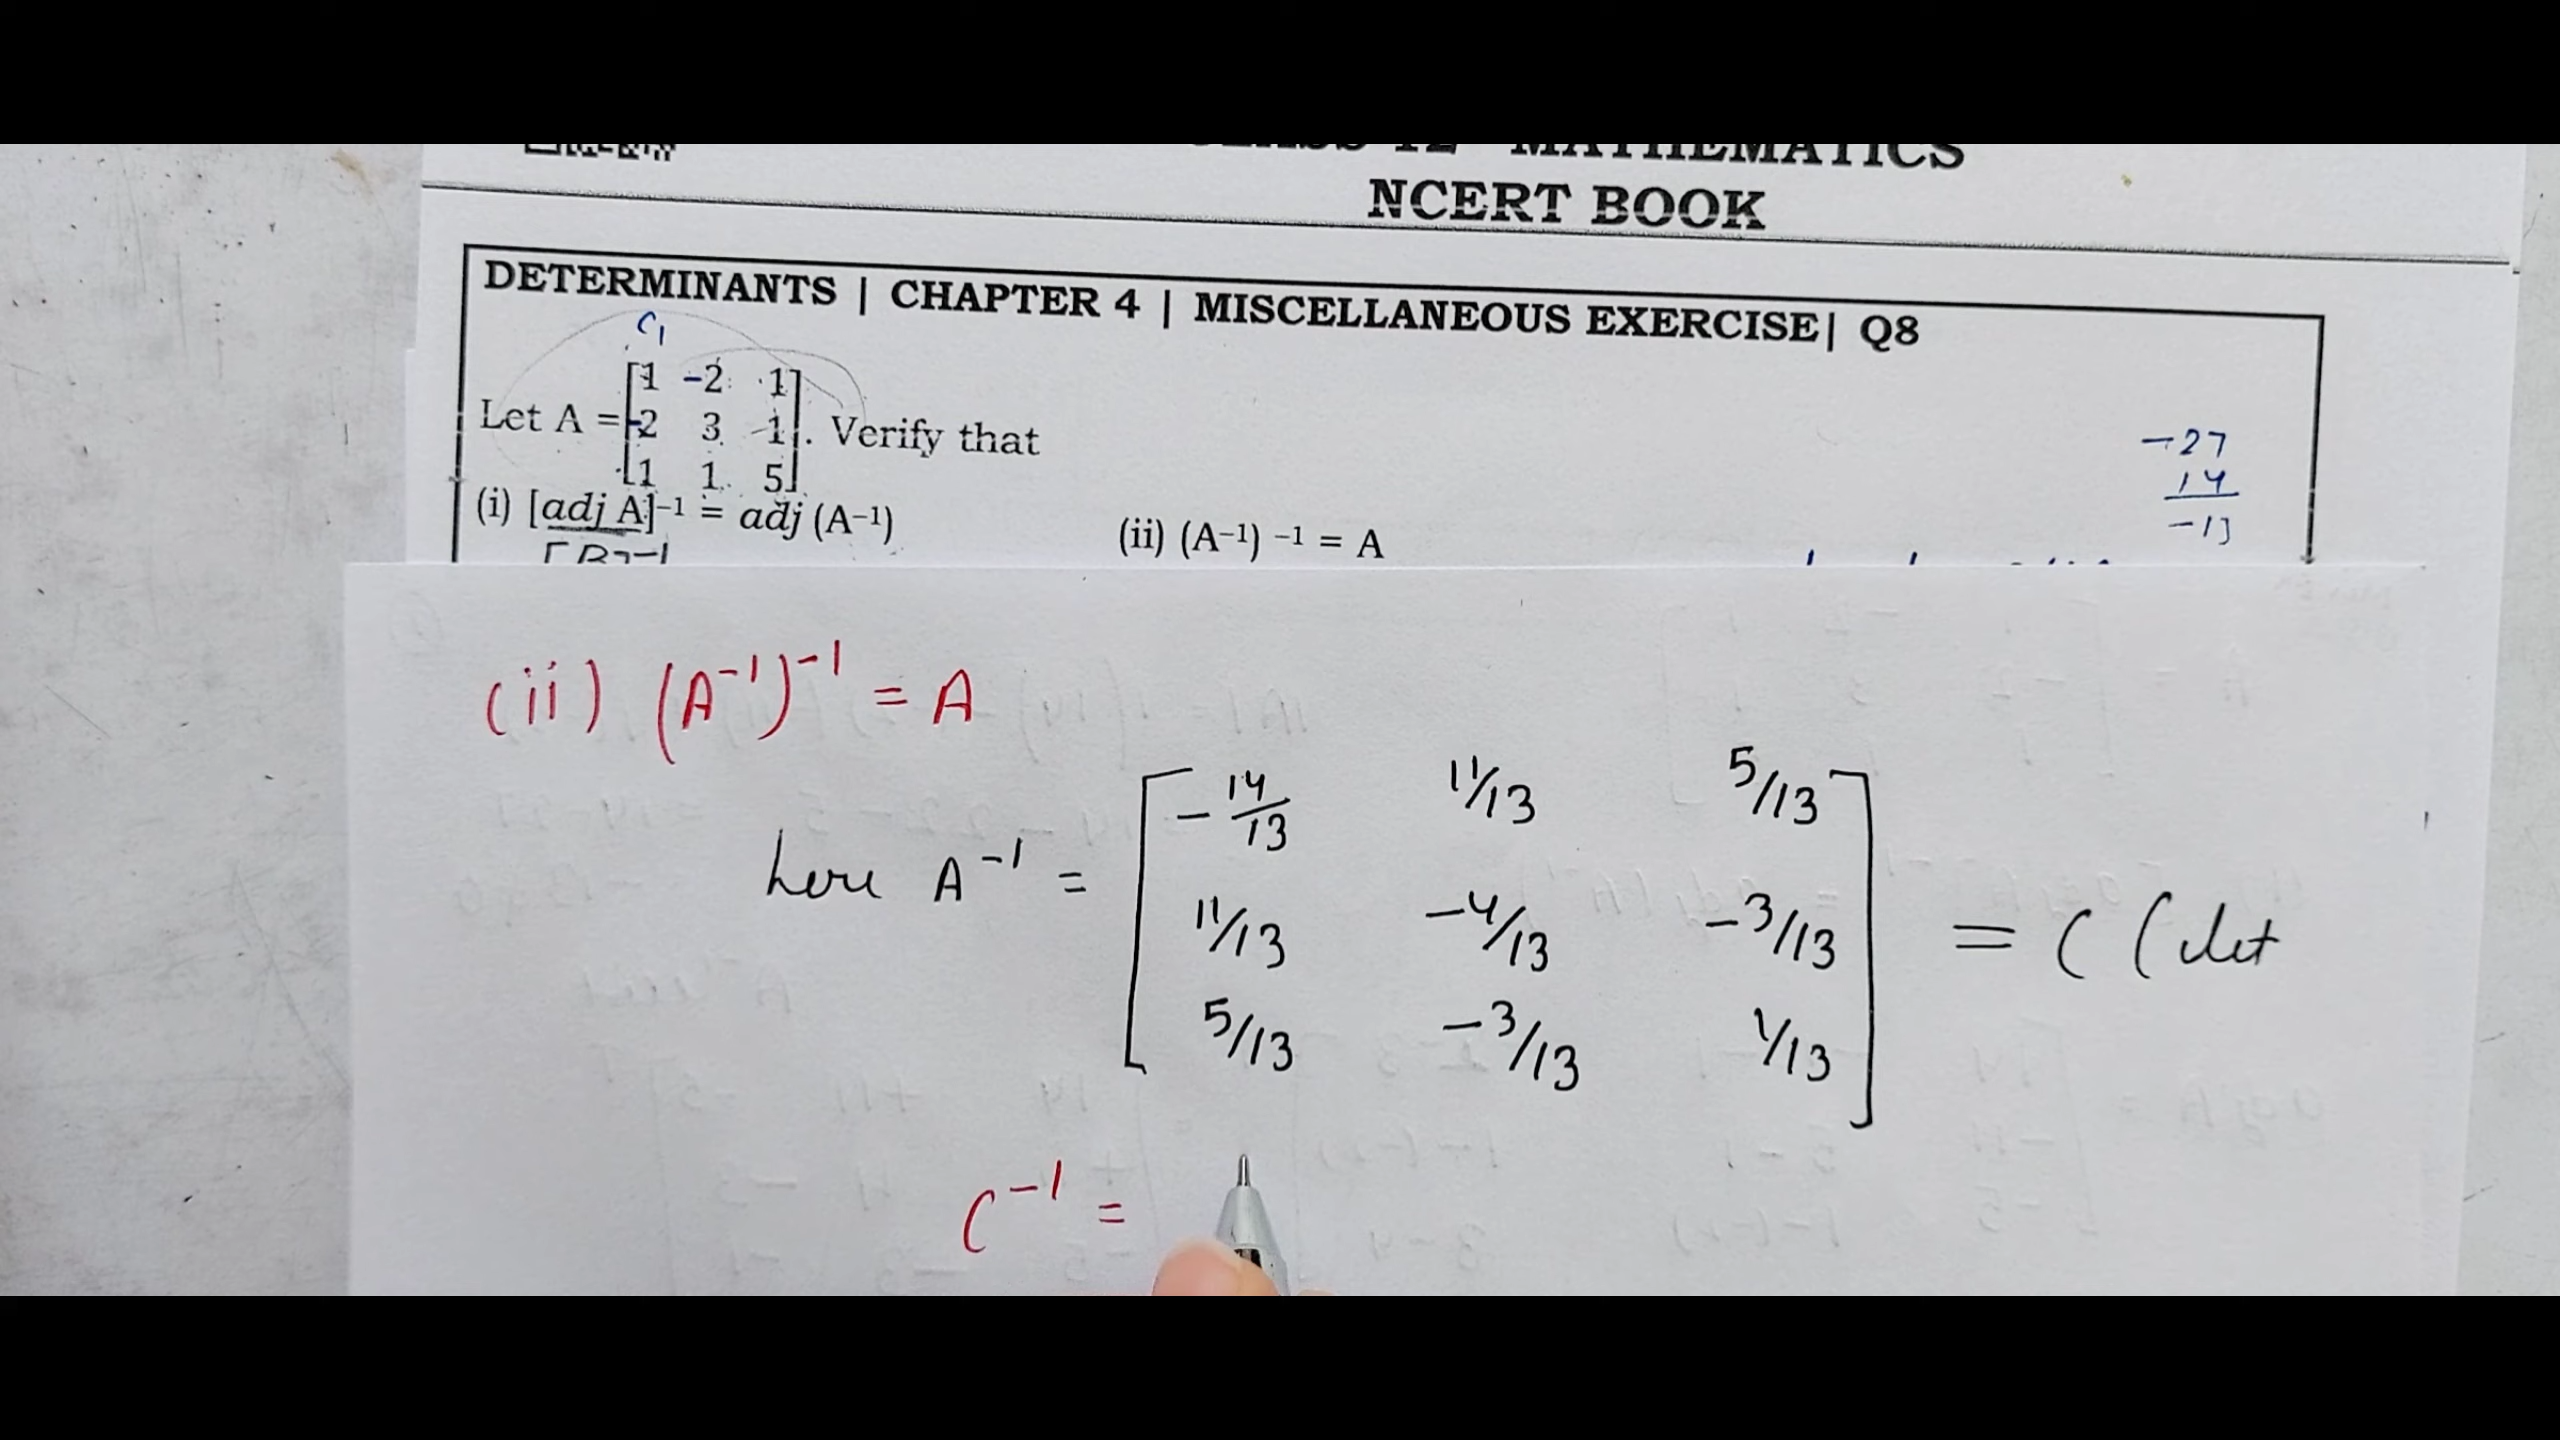 MATHEMATICS
NCERT BOOK
DETERMINANTS | CHAPTER 4 | MISCELLANEOUS EXERCISE| Q8
C1
Let A = [1 -2 1
-2 3 -1
1 1 5]. Verify that
-27
14
-13
(i) [adj A]⁻¹ = adj (A⁻¹) (ii) (A⁻¹) ⁻¹ = A
(ii) (A⁻¹)⁻¹ = A
here A⁻¹ = [-14/13 11/13 5/13
11/13 -4/13 -3/13
5/13 -3/13 1/13] = C (let
C⁻¹ =